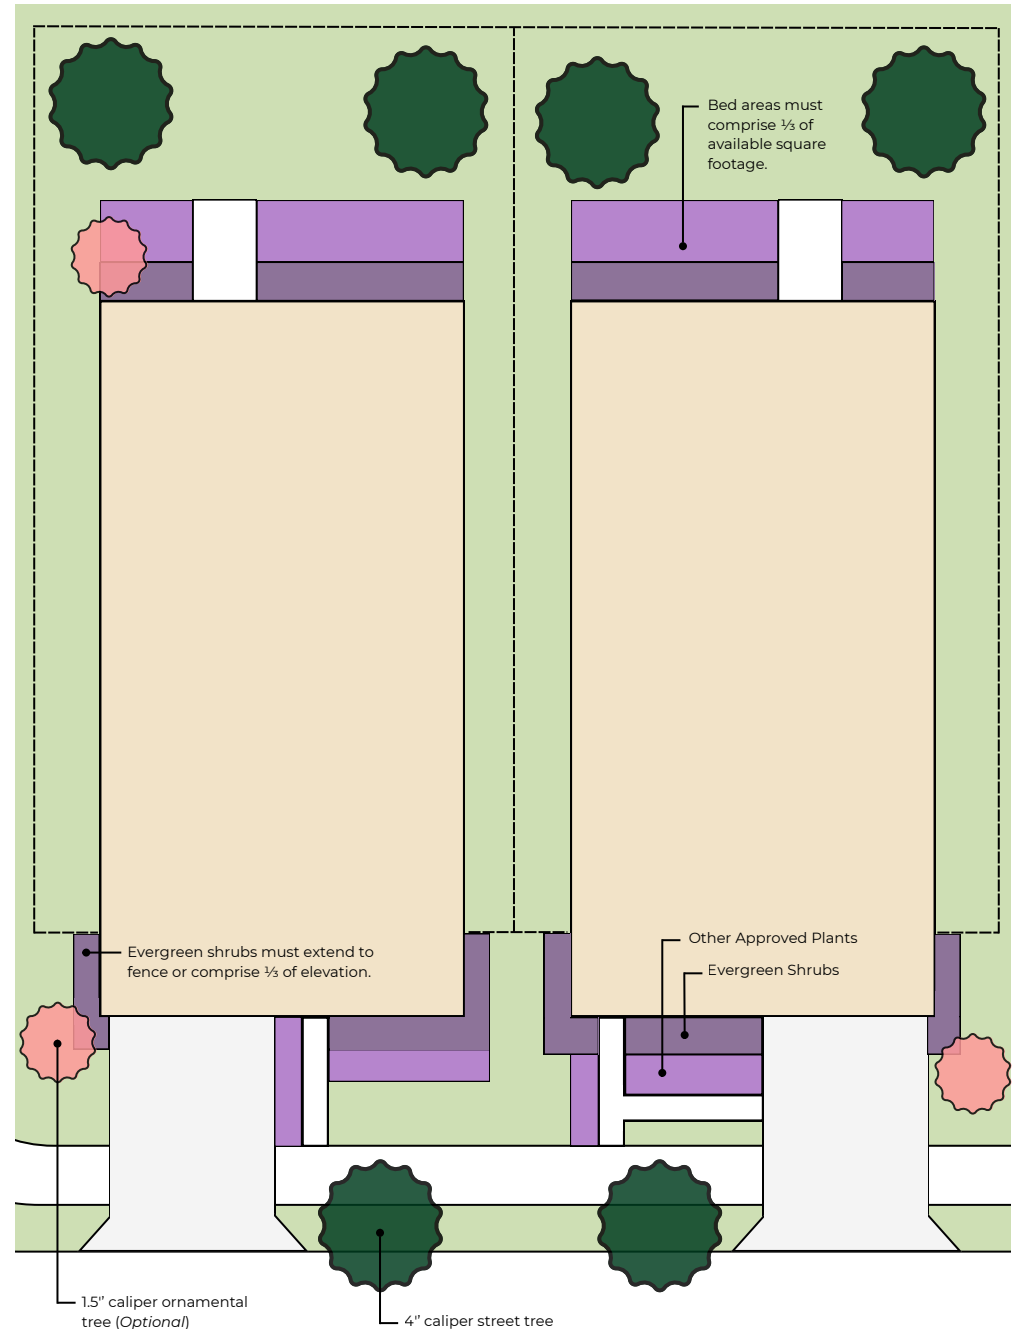 Bed areas must
comprise ⅓ of
available square
footage.
Other Approved Plants
Evergreen shrubs must extend to
fence or comprise ⅓ of elevation.
Evergreen Shrubs
1.5" caliper ornamental
tree (Optional)
4" caliper street tree